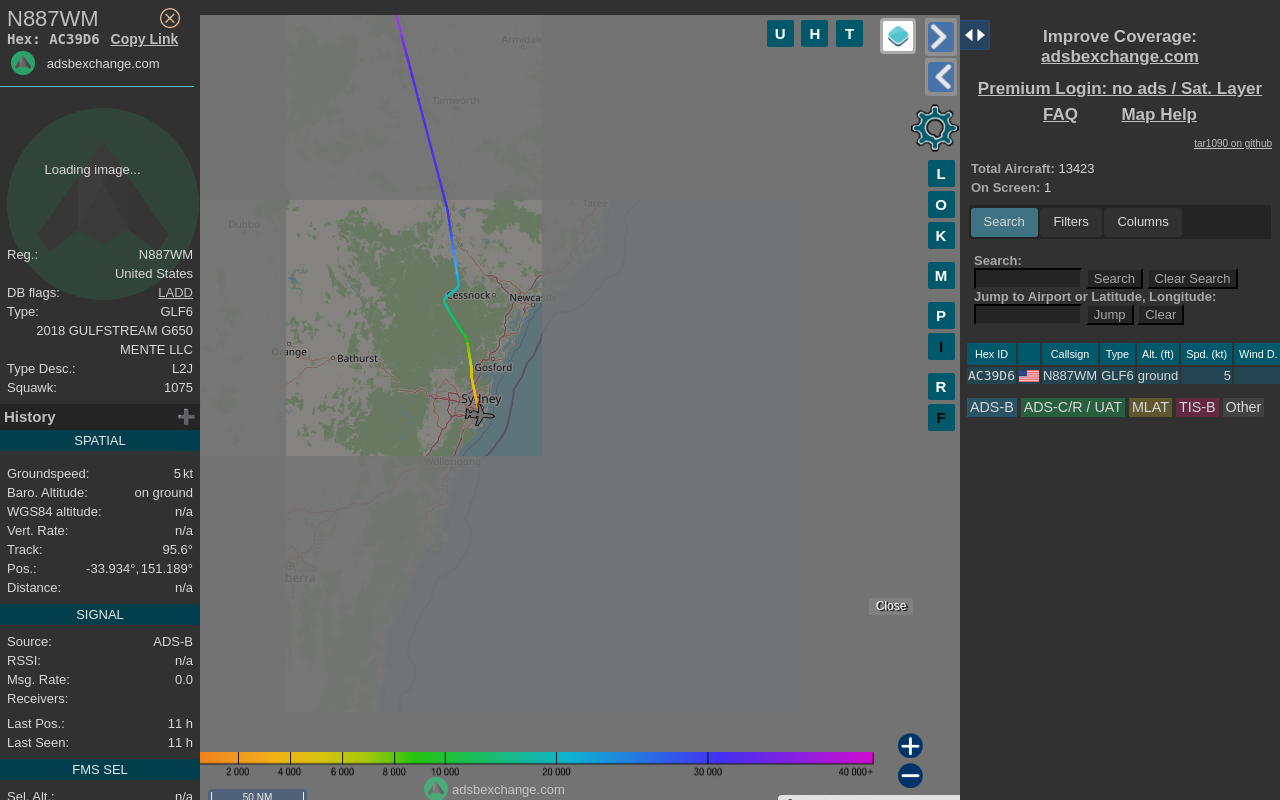 N887WM
Hex: AC39D6 Copy Link
adsbexchange.com
Loading image...
Reg.: N887WM
United States
DB flags: LADD
Type: GLF6
2018 GULFSTREAM G650
MENTE LLC
Type Desc.: L2J
Squawk: 1075
History
SPATIAL
Groundspeed: 5 kt
Baro. Altitude: on ground
WGS84 altitude: n/a
Vert. Rate: n/a
Track: 95.6°
Pos.: -33.934°, 151.189°
Distance: n/a
SIGNAL
Source: ADS-B
RSSI: n/a
Msg. Rate: 0.0
Receivers:
Last Pos.: 11 h
Last Seen: 11 h
FMS SEL
Sel. Alt.: n/a
Armidale
Tamworth
Taree
Dubbo
Cessnock
Newcastle
Orange
Bathurst
Gosford
Sydney
Wollongong
berra
U H T
L
O
K
M
P
I
R
F
Close
2 000 4 000 6 000 8 000 10 000 20 000 30 000 40 000+
adsbexchange.com
50 NM
Improve Coverage:
adsbexchange.com
Premium Login: no ads / Sat. Layer
FAQ Map Help
tar1090 on github
Total Aircraft: 13423
On Screen: 1
Search Filters Columns
Search:
Search Clear Search
Jump to Airport or Latitude, Longitude:
Jump Clear
Hex ID Callsign Type Alt. (ft) Spd. (kt) Wind D.
AC39D6 N887WM GLF6 ground 5
ADS-B ADS-C/R / UAT MLAT TIS-B Other